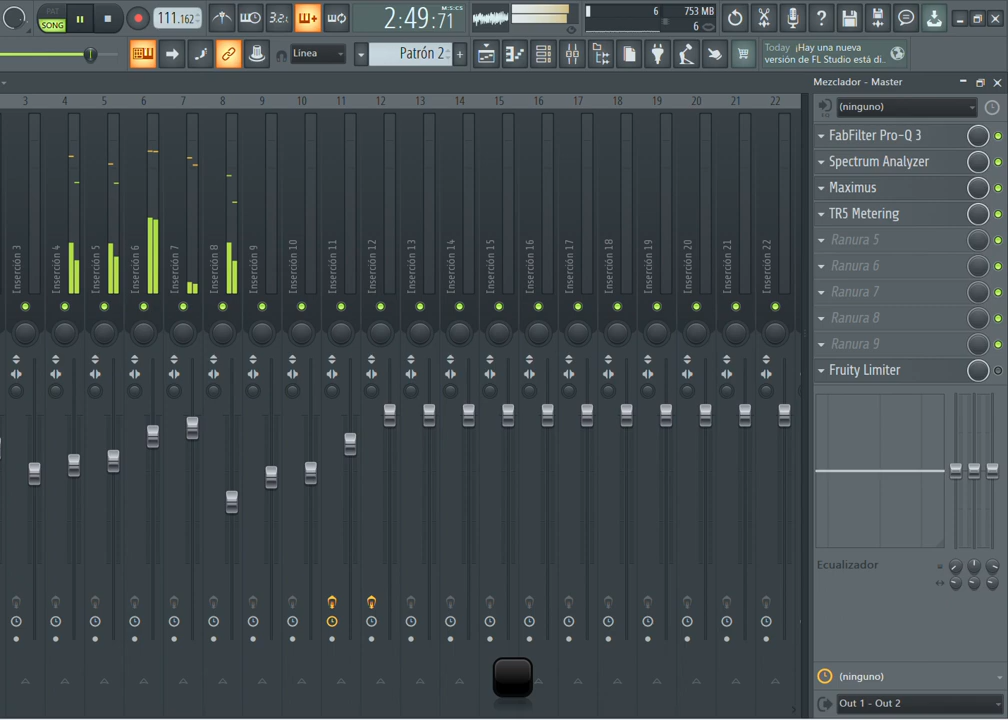 PAT
SONG
111.162
3.2
2:49:71
M:S:CS
6
753 MB
6
Línea
Patrón 2
Today ¡Hay una nueva
versión de FL Studio está di..
Mezclador - Master
3 4 5 6 7 8 9 10 11 12 13 14 15 16 17 18 19 20 21 22
(ninguno)
FabFilter Pro-Q 3
Spectrum Analyzer
Maximus
TR5 Metering
Ranura 5
Ranura 6
Ranura 7
Ranura 8
Ranura 9
Fruity Limiter
Inserción 3
Inserción 4
Inserción 5
Inserción 6
Inserción 7
Inserción 8
Inserción 9
Inserción 10
Inserción 11
Inserción 12
Inserción 13
Inserción 14
Inserción 15
Inserción 16
Inserción 17
Inserción 18
Inserción 19
Inserción 20
Inserción 21
Inserción 22
Ecualizador
(ninguno)
Out 1 - Out 2